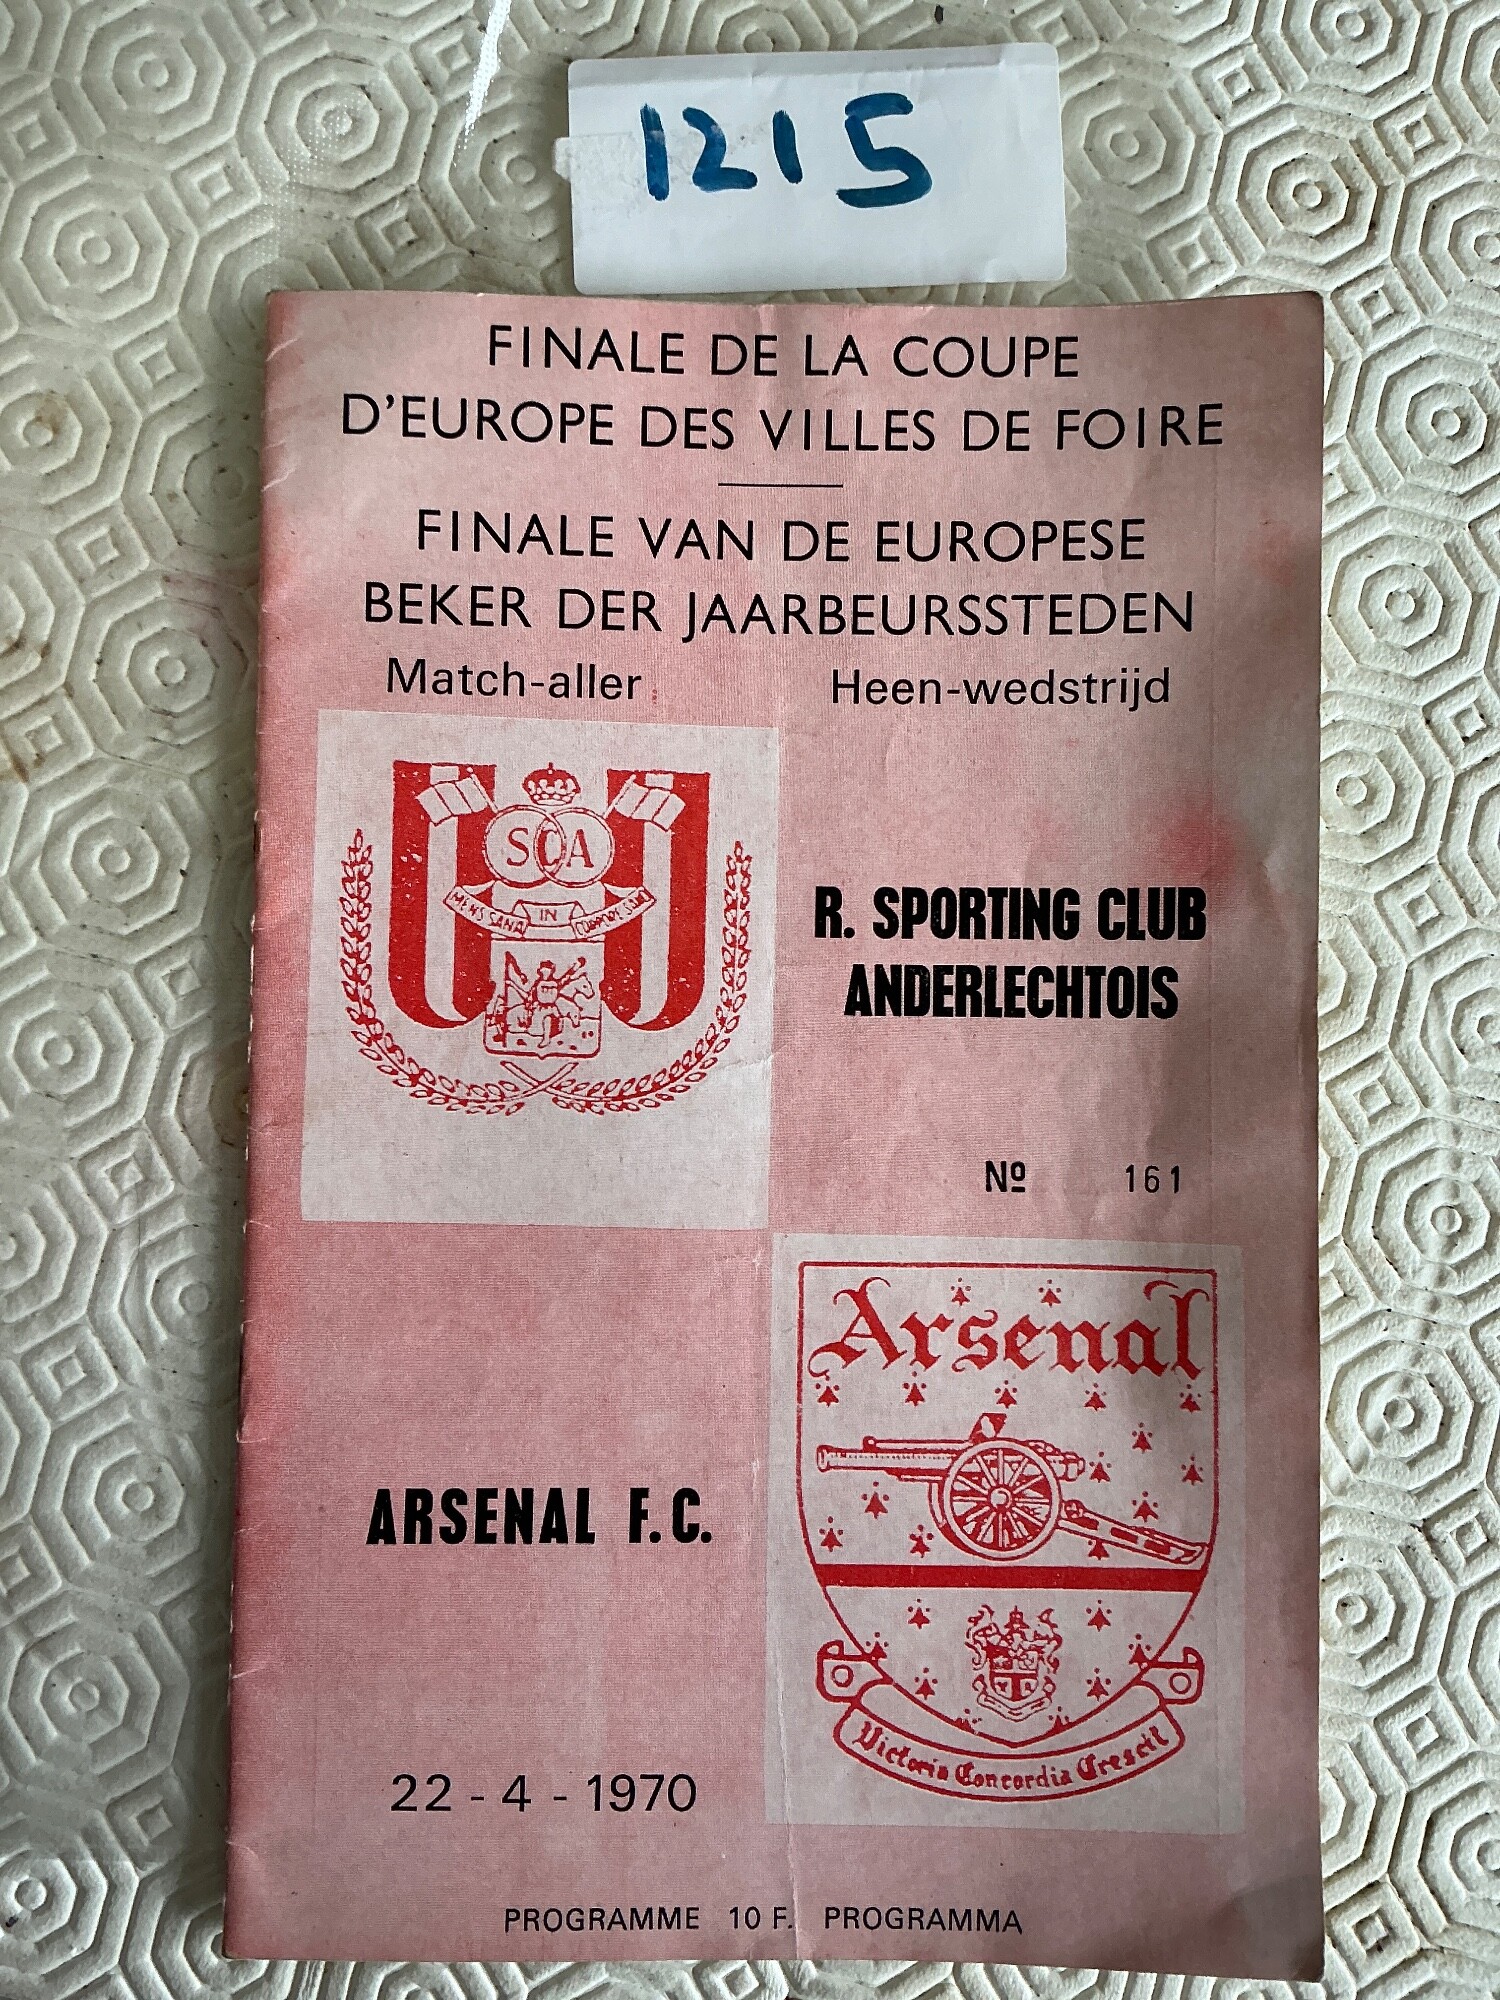 1215
FINALE DE LA COUPE
D'EUROPE DES VILLES DE FOIRE
FINALE VAN DE EUROPESE
BEKER DER JAARBEURSSTEDEN
Match-aller Heen-wedstrijd
SCA
MENS SANA IN
R. SPORTING CLUB
ANDERLECHTOIS
Nº 161
Arsenal
ARSENAL F.C.
Victoria Concordia Crescit
22 - 4 - 1970
PROGRAMME 10 F. PROGRAMMA